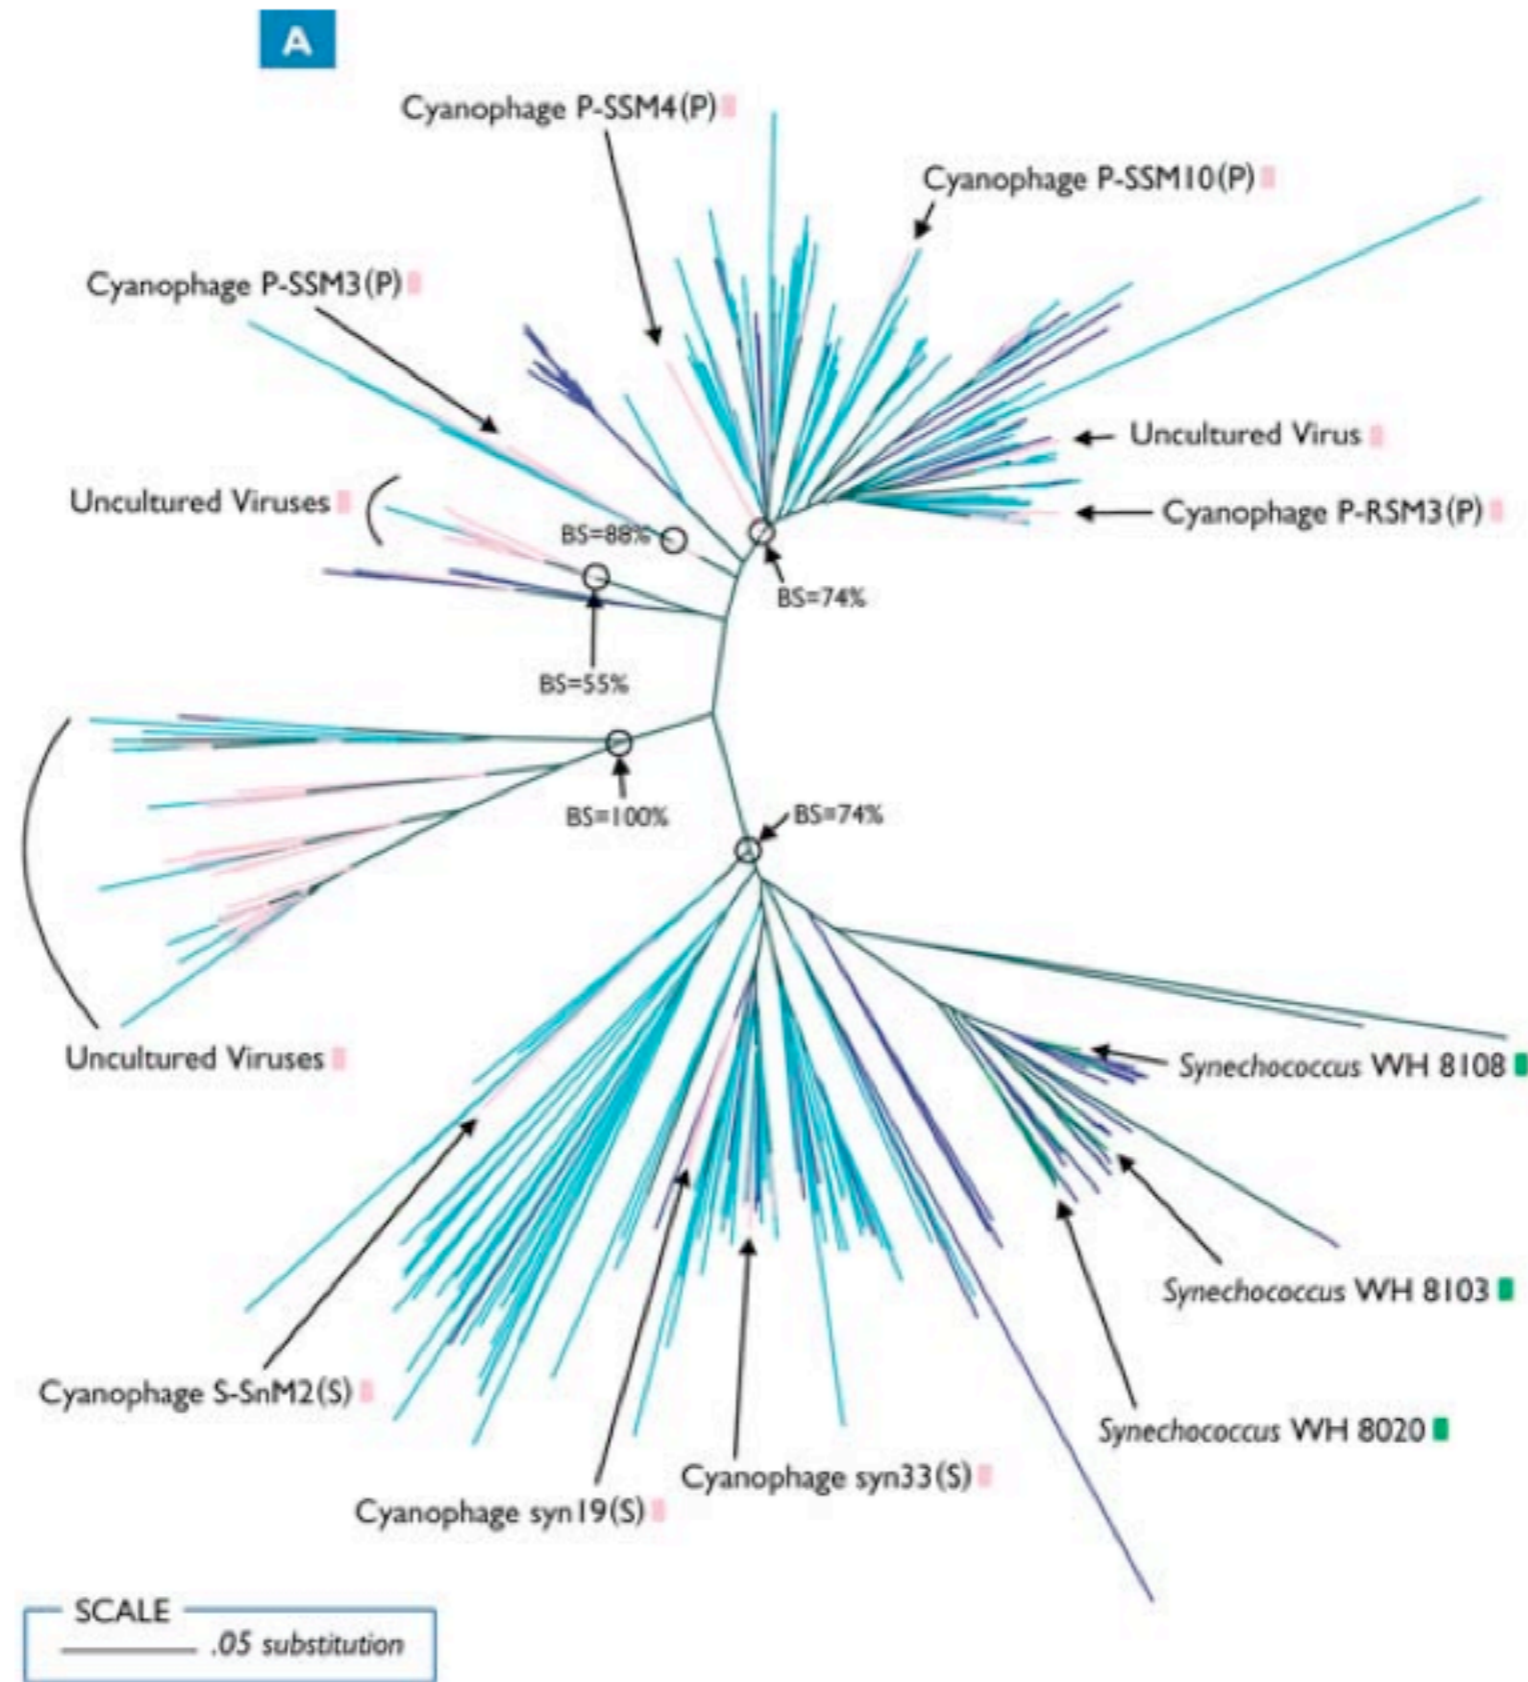 A
Cyanophage P-SSM4(P)
Cyanophage P-SSM10(P)
Cyanophage P-SSM3(P)
Uncultured Virus
Uncultured Viruses
BS=88%
Cyanophage P-RSM3(P)
BS=74%
BS=55%
BS=100%
BS=74%
Uncultured Viruses
Synechococcus WH 8108
Synechococcus WH 8103
Cyanophage S-SnM2(S)
Synechococcus WH 8020
Cyanophage syn33(S)
Cyanophage syn19(S)
SCALE
.05 substitution